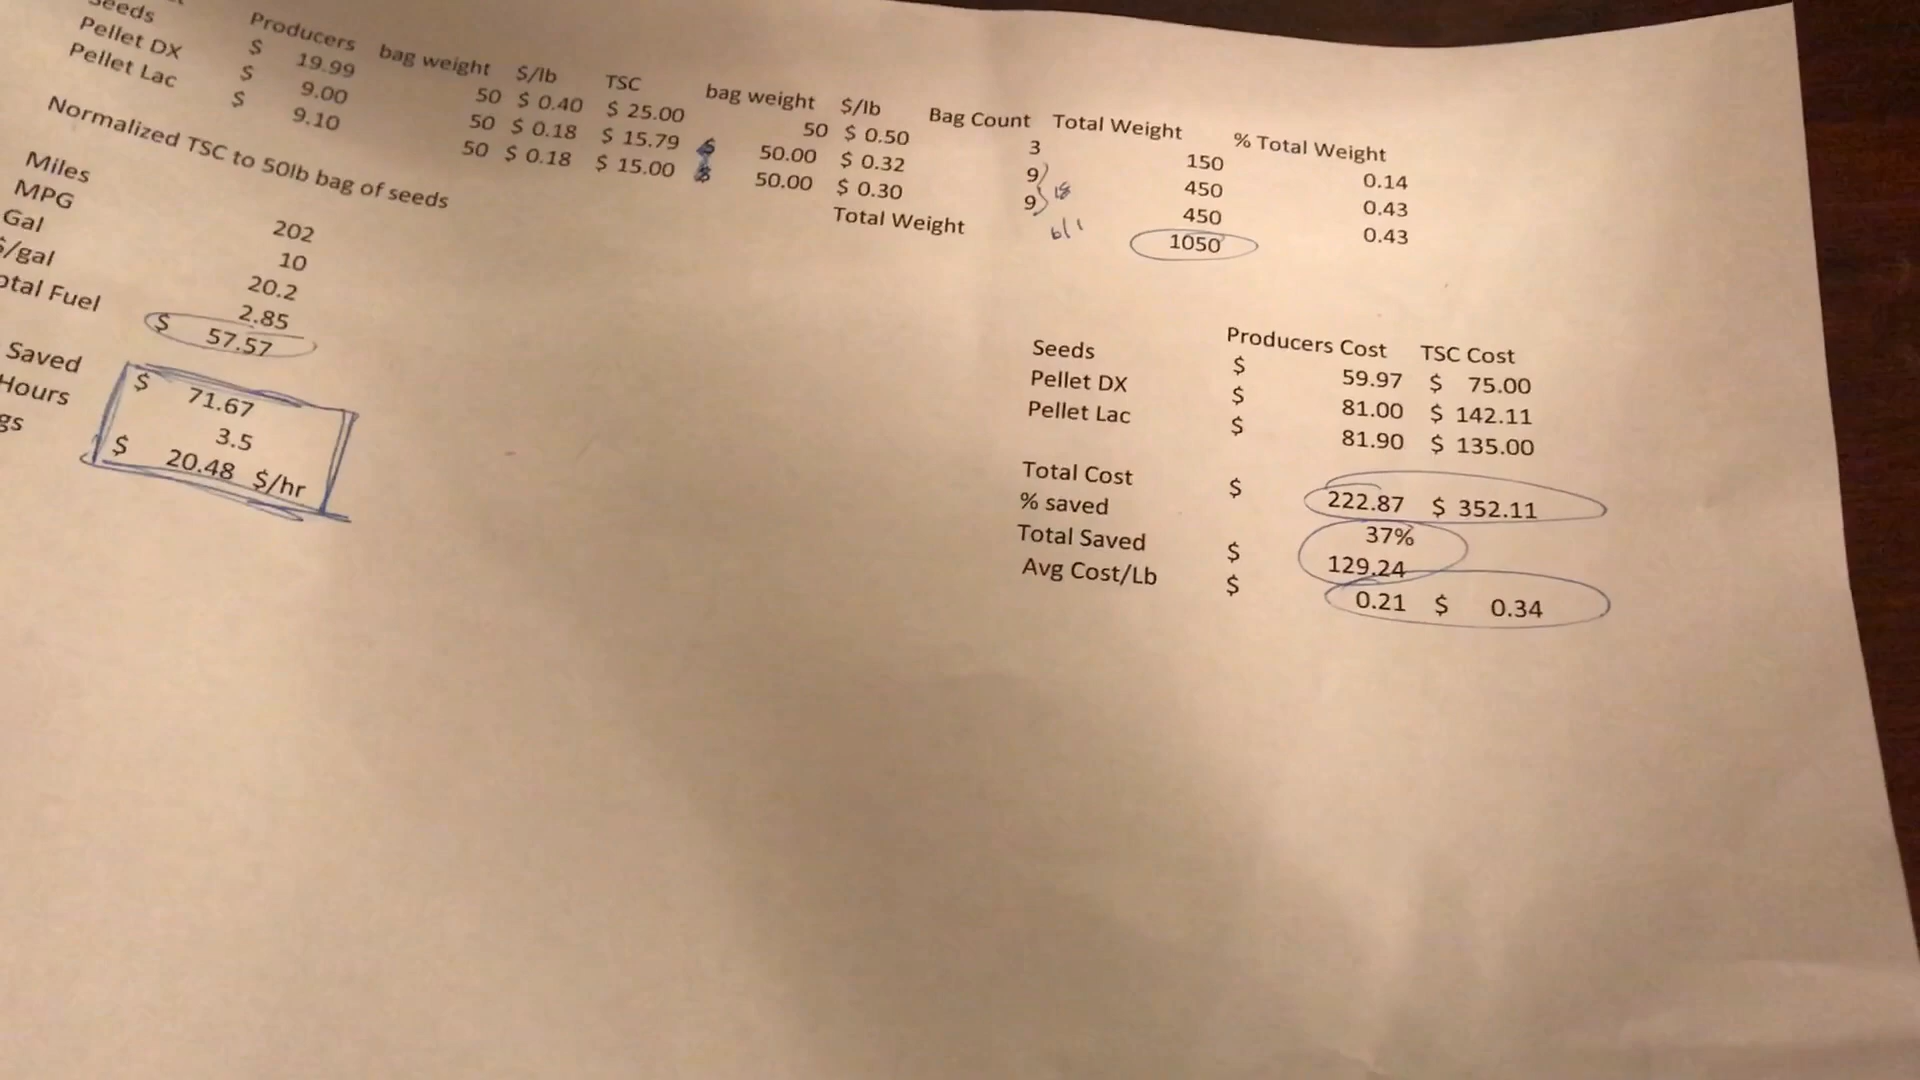 Producers bag weight $/lb TSC bag weight $/lb Bag Count Total Weight % Total Weight
Seeds $ 19.99 50 $ 0.40 $ 25.00 50 $ 0.50 3 150 0.14
Pellet DX $ 9.00 50 $ 0.18 $ 15.79 50.00 $ 0.32 9 450 0.43
Pellet Lac $ 9.10 50 $ 0.18 $ 15.00 50.00 $ 0.30 9 450 0.43
18
Normalized TSC to 50lb bag of seeds Total Weight 1050
6/1
Miles 202
MPG 10
Gal 20.2
$/gal 2.85
otal Fuel $ 57.57
Saved $ 71.67
Hours 3.5
gs $ 20.48 $/hr
Producers Cost TSC Cost
Seeds $ 59.97 $ 75.00
Pellet DX $ 81.00 $ 142.11
Pellet Lac $ 81.90 $ 135.00
Total Cost $ 222.87 $ 352.11
% saved 37%
Total Saved $ 129.24
Avg Cost/Lb $ 0.21 $ 0.34